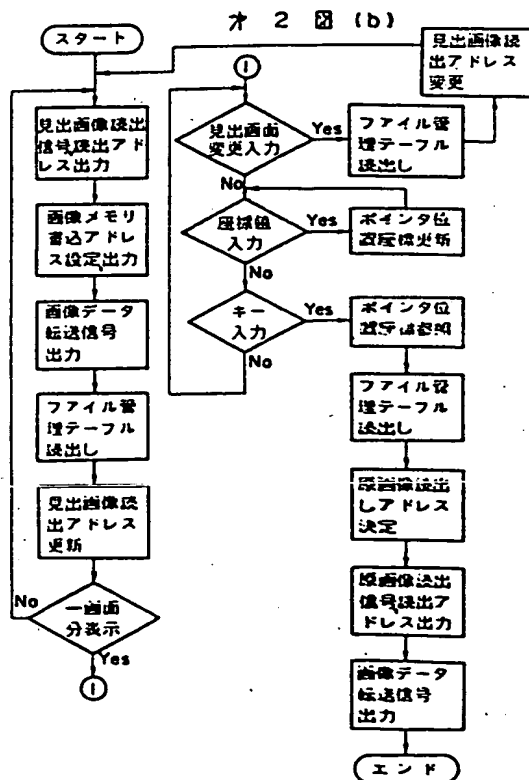 オ 2 図 (b)
スタート
見出画像読出
信号,読出アド
レス出力
画像メモリ
書込アドレ
ス設定出力
画像データ
転送信号
出力
ファイル管
理テーブル
読出し
見出画像読
出アドレス
更新
No
一画面
分表示
Yes
1
1
見出画面
変更入力
Yes
No
ファイル管
理テーブル
読出し
見出画像読
出アドレス
変更
座標値
入力
Yes
No
ポインタ位
置座標更新
キー
入力
Yes
No
ポインタ位
ファイル管
理テーブル
読出し
原画像読出
しアドレス
決定
原画像読出
信号,読出ア
ドレス出力
画像データ
転送信号
出力
エンド